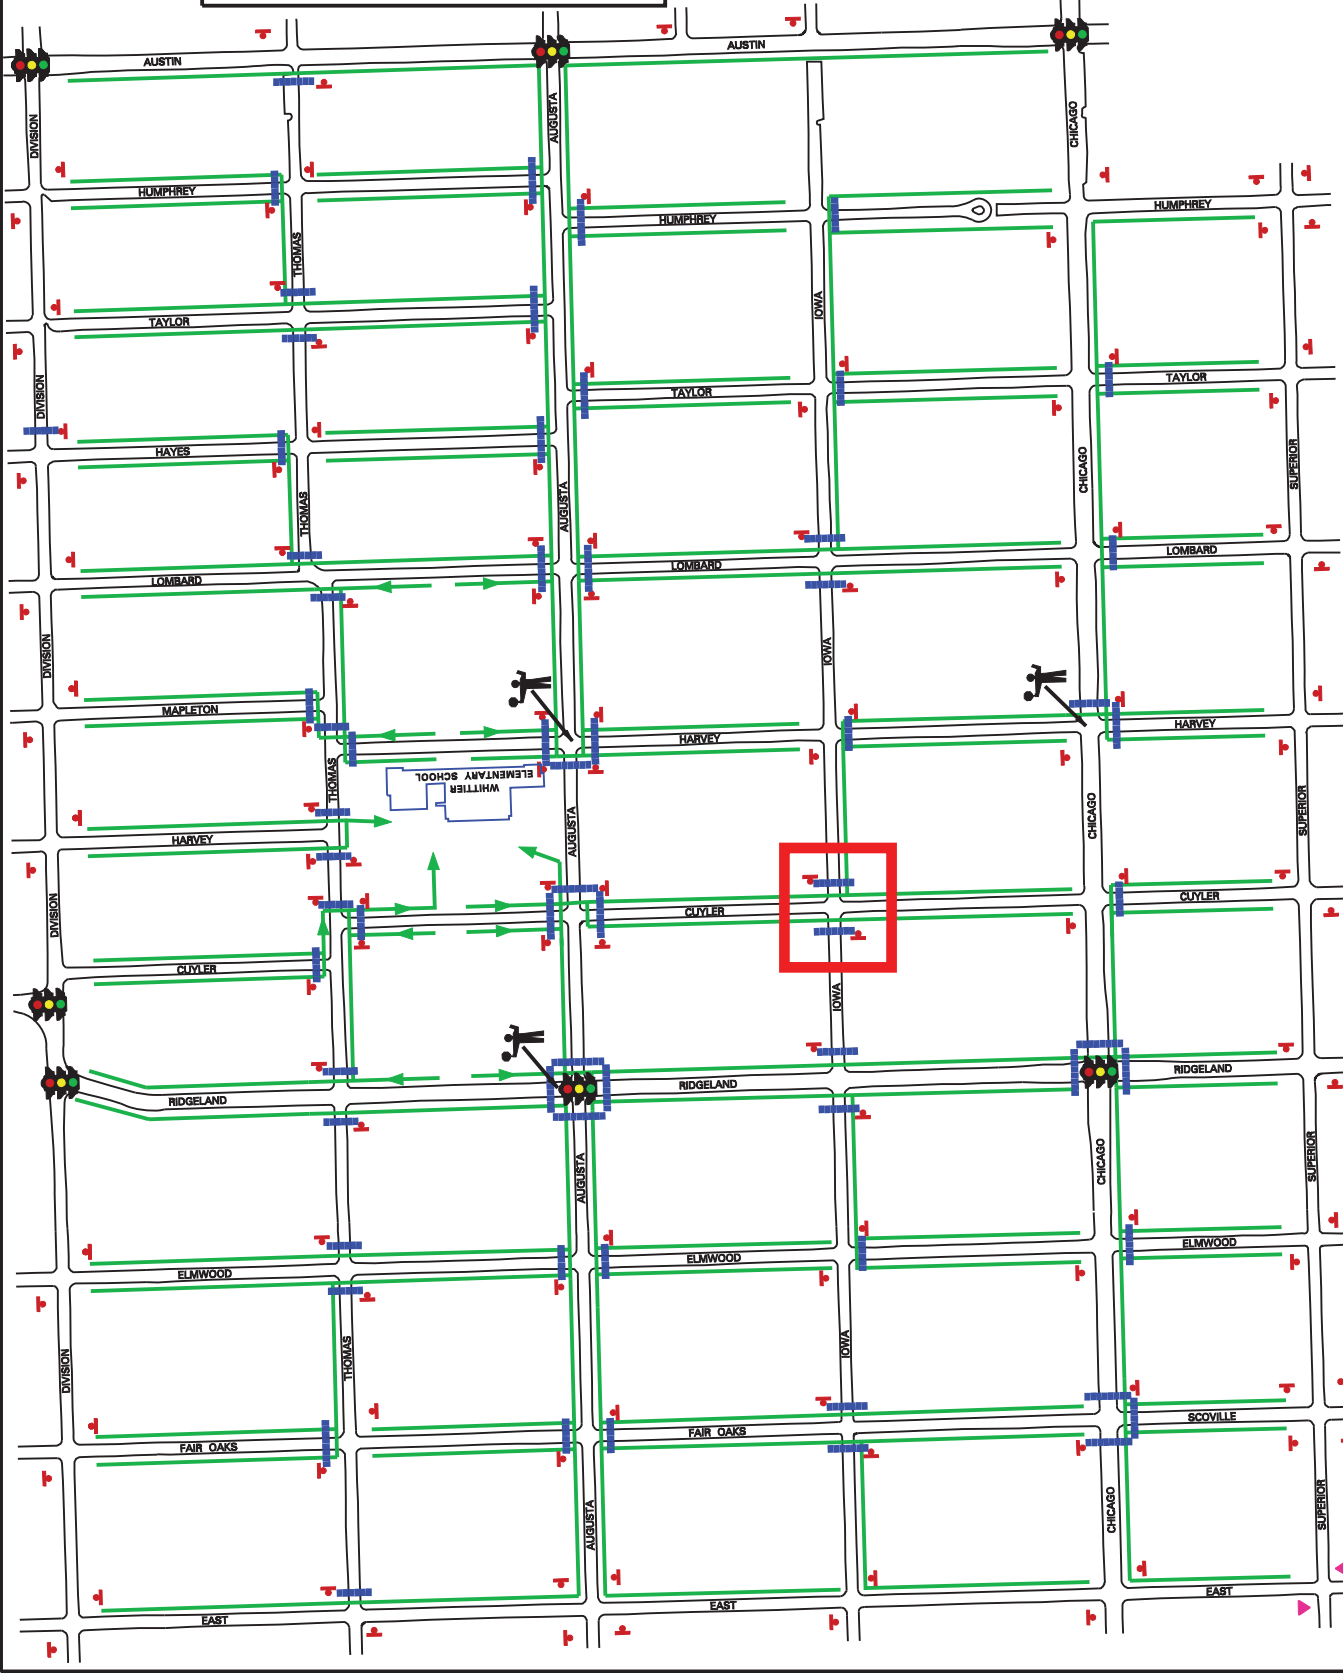 AUSTIN
AUSTIN
DIVISION
AUGUSTA
CHICAGO
HUMPHREY
HUMPHREY
HUMPHREY
THOMAS
IOWA
TAYLOR
TAYLOR
TAYLOR
DIVISION
HAYES
CHICAGO
SUPERIOR
THOMAS
AUGUSTA
LOMBARD
LOMBARD
LOMBARD
DIVISION
IOWA
MAPLETON
HARVEY
HARVEY
THOMAS
WHITTIER
ELEMENTARY SCHOOL
AUGUSTA
CHICAGO
SUPERIOR
HARVEY
DIVISION
CUYLER
CUYLER
CUYLER
IOWA
RIDGELAND
RIDGELAND
RIDGELAND
AUGUSTA
CHICAGO
SUPERIOR
ELMWOOD
ELMWOOD
ELMWOOD
DIVISION
THOMAS
IOWA
FAIR OAKS
FAIR OAKS
SCOVILLE
AUGUSTA
CHICAGO
SUPERIOR
EAST
EAST
EAST